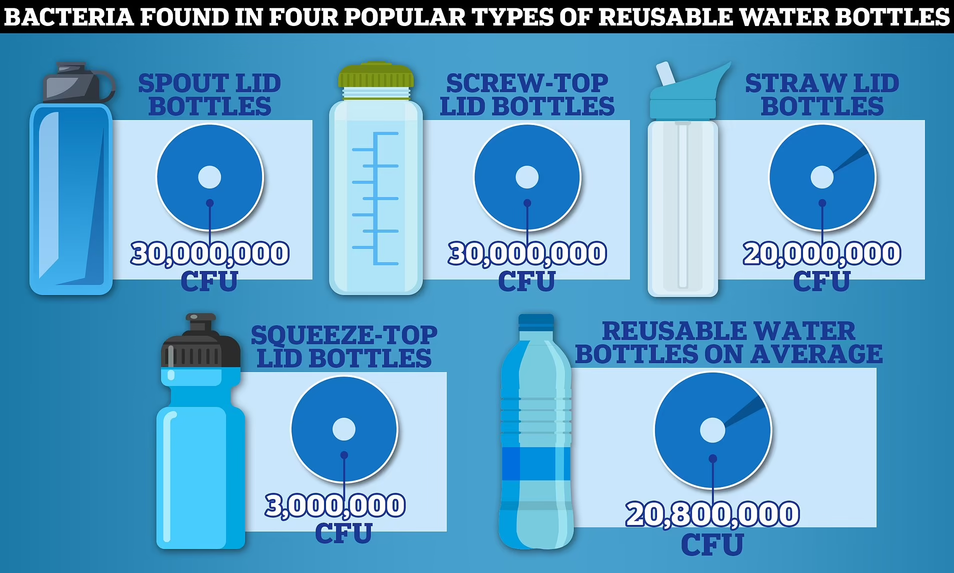 BACTERIA FOUND IN FOUR POPULAR TYPES OF REUSABLE WATER BOTTLES
SPOUT LID
BOTTLES
30,000,000
CFU
SCREW-TOP
LID BOTTLES
30,000,000
CFU
STRAW LID
BOTTLES
20,000,000
CFU
SQUEEZE-TOP
LID BOTTLES
3,000,000
CFU
REUSABLE WATER
BOTTLES ON AVERAGE
20,800,000
CFU